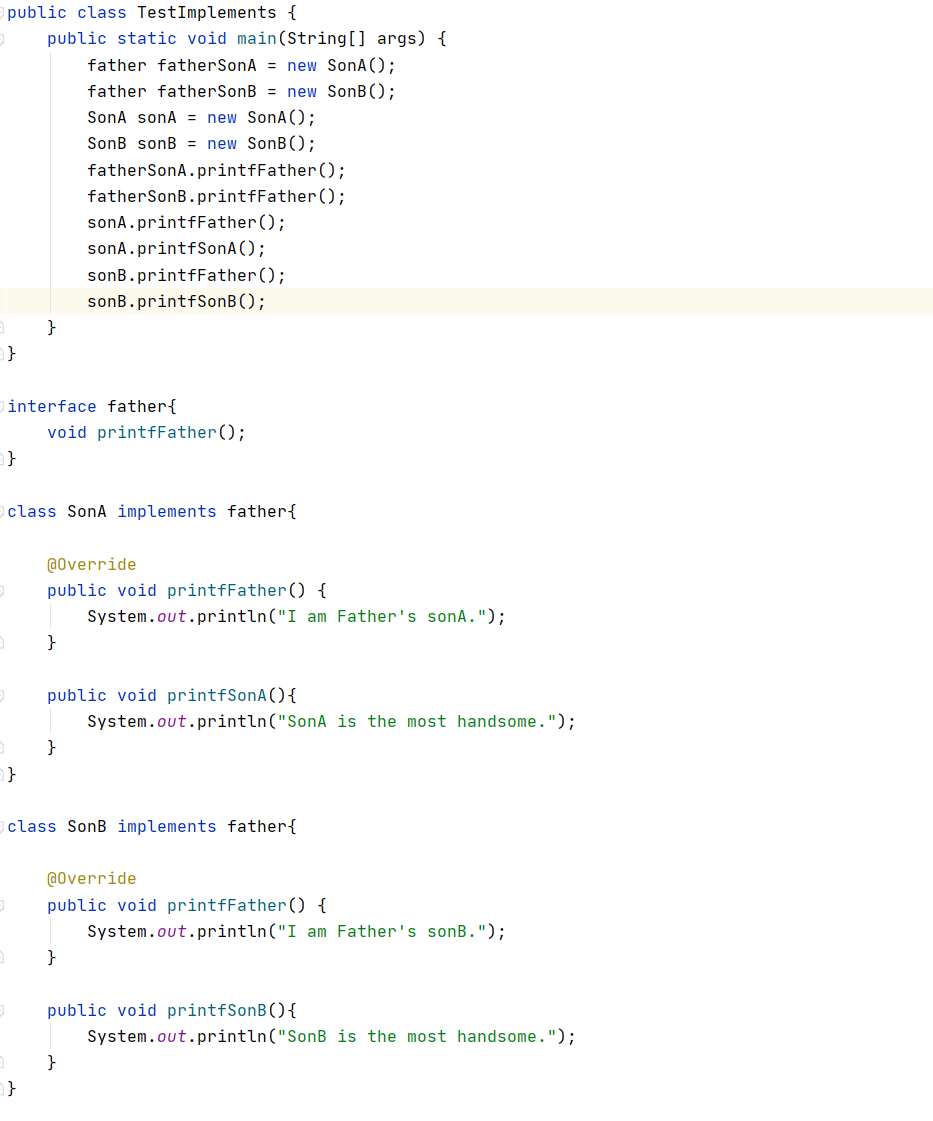 public class TestImplements {
    public static void main(String[] args) {
        father fatherSonA = new SonA();
        father fatherSonB = new SonB();
        SonA sonA = new SonA();
        SonB sonB = new SonB();
        fatherSonA.printfFather();
        fatherSonB.printfFather();
        sonA.printfFather();
        sonA.printfSonA();
        sonB.printfFather();
        sonB.printfSonB();
    }
}

interface father{
    void printfFather();
}

class SonA implements father{

    @Override
    public void printfFather() {
        System.out.println("I am Father's sonA.");
    }

    public void printfSonA(){
        System.out.println("SonA is the most handsome.");
    }
}

class SonB implements father{

    @Override
    public void printfFather() {
        System.out.println("I am Father's sonB.");
    }

    public void printfSonB(){
        System.out.println("SonB is the most handsome.");
    }
}